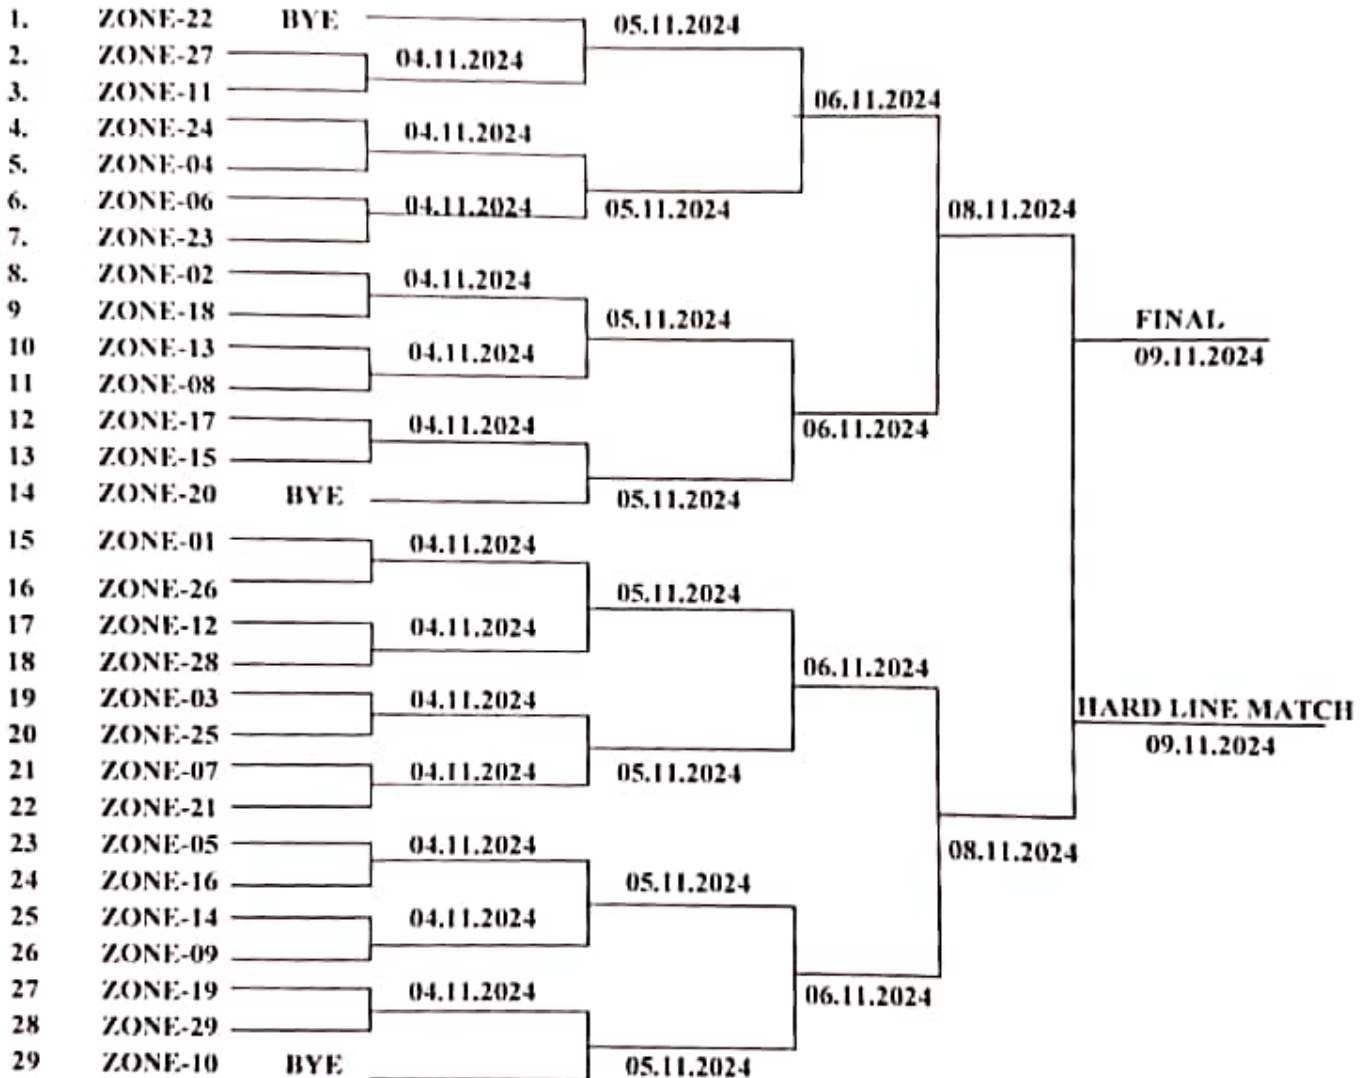 1. ZONE-22 BYE 05.11.2024
2. ZONE-27 04.11.2024
3. ZONE-11 06.11.2024
4. ZONE-24 04.11.2024
5. ZONE-04
6. ZONE-06 04.11.2024 05.11.2024 08.11.2024
7. ZONE-23
8. ZONE-02 04.11.2024
9 ZONE-18 05.11.2024 FINAL
10 ZONE-13 04.11.2024 09.11.2024
11 ZONE-08
12 ZONE-17 04.11.2024 06.11.2024
13 ZONE-15
14 ZONE-20 BYE 05.11.2024
15 ZONE-01 04.11.2024
16 ZONE-26 05.11.2024
17 ZONE-12 04.11.2024
18 ZONE-28 06.11.2024
19 ZONE-03 04.11.2024 HARD LINE MATCH
20 ZONE-25 09.11.2024
21 ZONE-07 04.11.2024 05.11.2024
22 ZONE-21
23 ZONE-05 04.11.2024 08.11.2024
24 ZONE-16 05.11.2024
25 ZONE-14 04.11.2024
26 ZONE-09
27 ZONE-19 04.11.2024 06.11.2024
28 ZONE-29
29 ZONE-10 BYE 05.11.2024